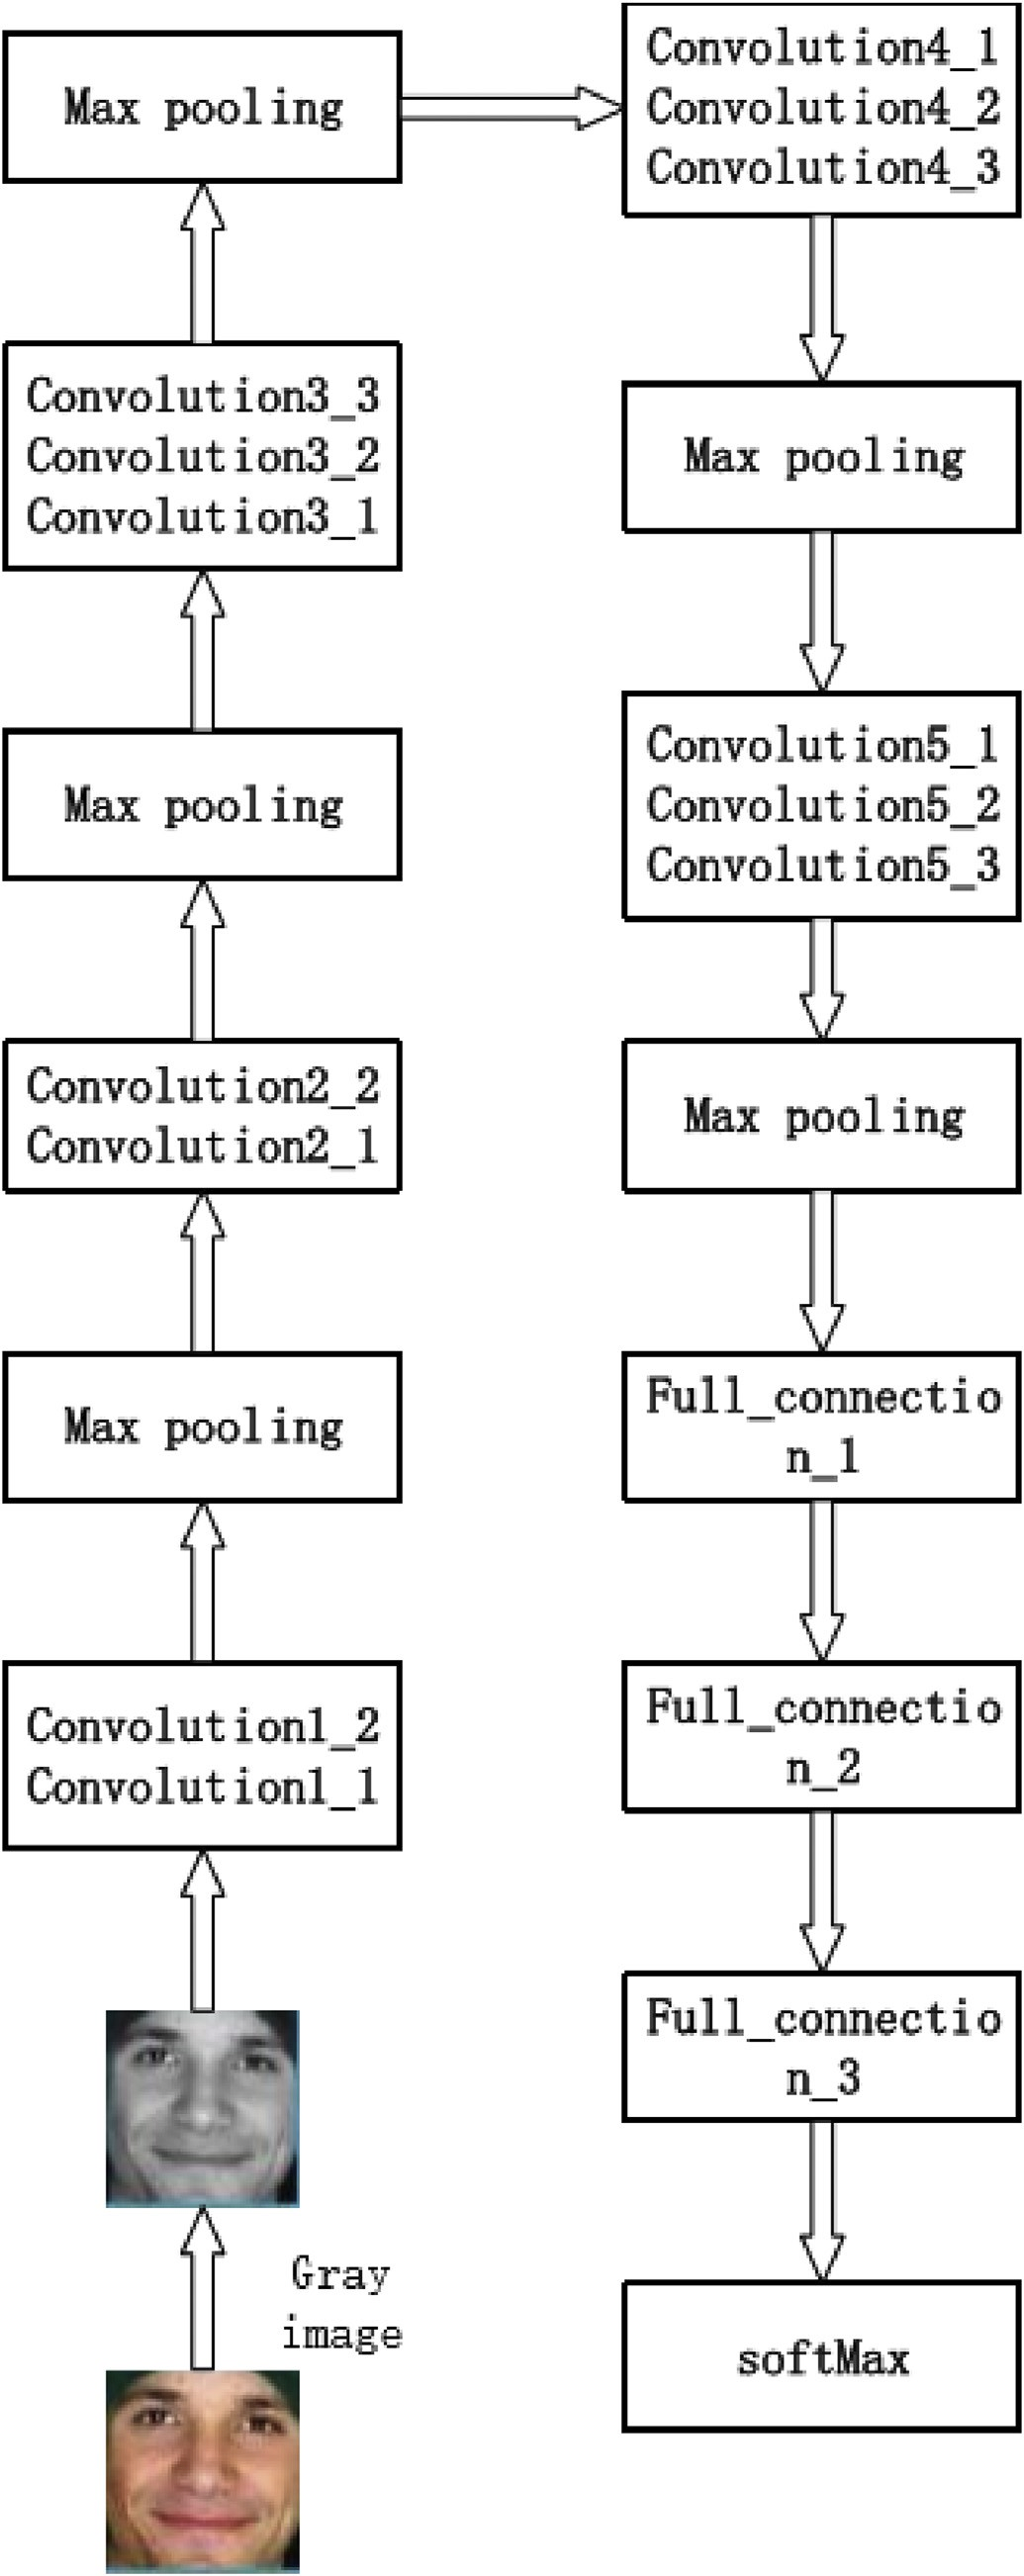 Max pooling
Convolution3_3
Convolution3_2
Convolution3_1
Max pooling
Convolution2_2
Convolution2_1
Max pooling
Convolution1_2
Convolution1_1
Gray
image
Convolution4_1
Convolution4_2
Convolution4_3
Max pooling
Convolution5_1
Convolution5_2
Convolution5_3
Max pooling
Full_connectio
n_1
Full_connectio
n_2
Full_connectio
n_3
softMax